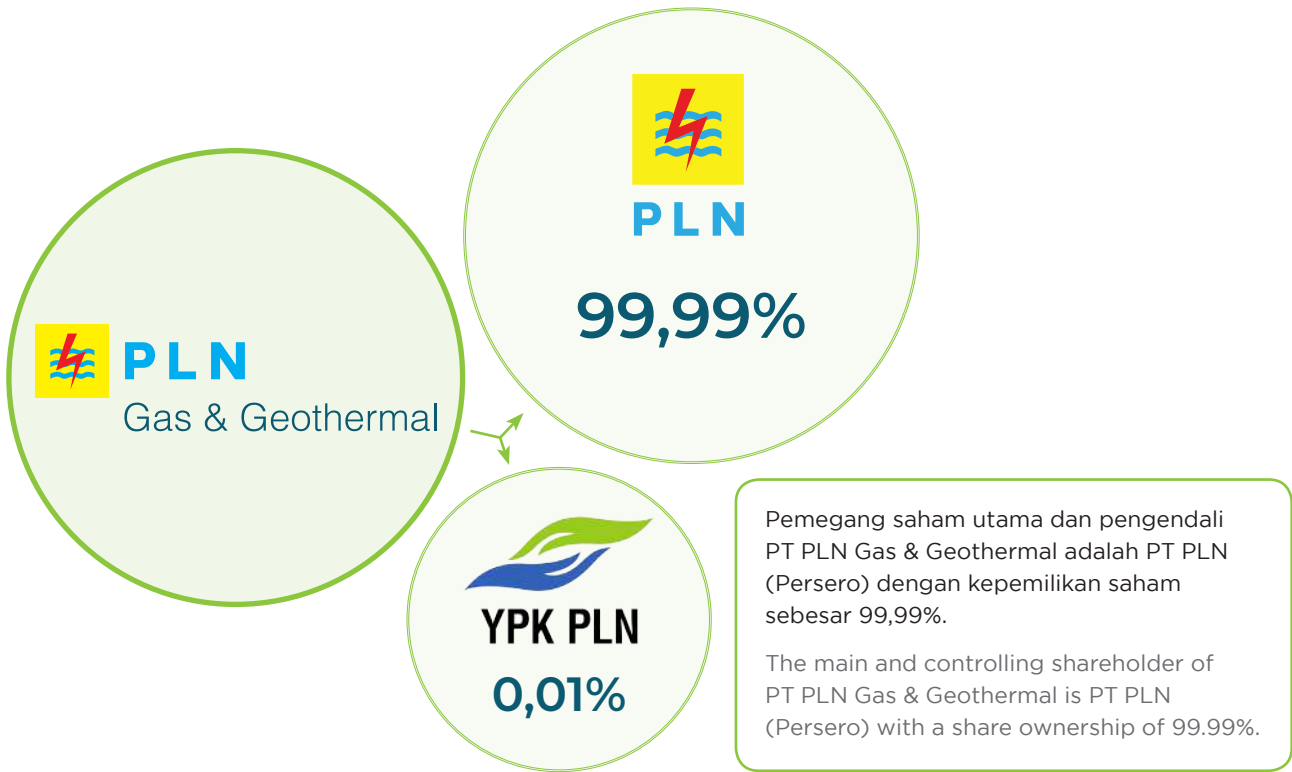 PLN
99,99%
PLN
Gas & Geothermal
YPK PLN
0,01%
Pemegang saham utama dan pengendali
PT PLN Gas & Geothermal adalah PT PLN
(Persero) dengan kepemilikan saham
sebesar 99,99%.
The main and controlling shareholder of
PT PLN Gas & Geothermal is PT PLN
(Persero) with a share ownership of 99.99%.